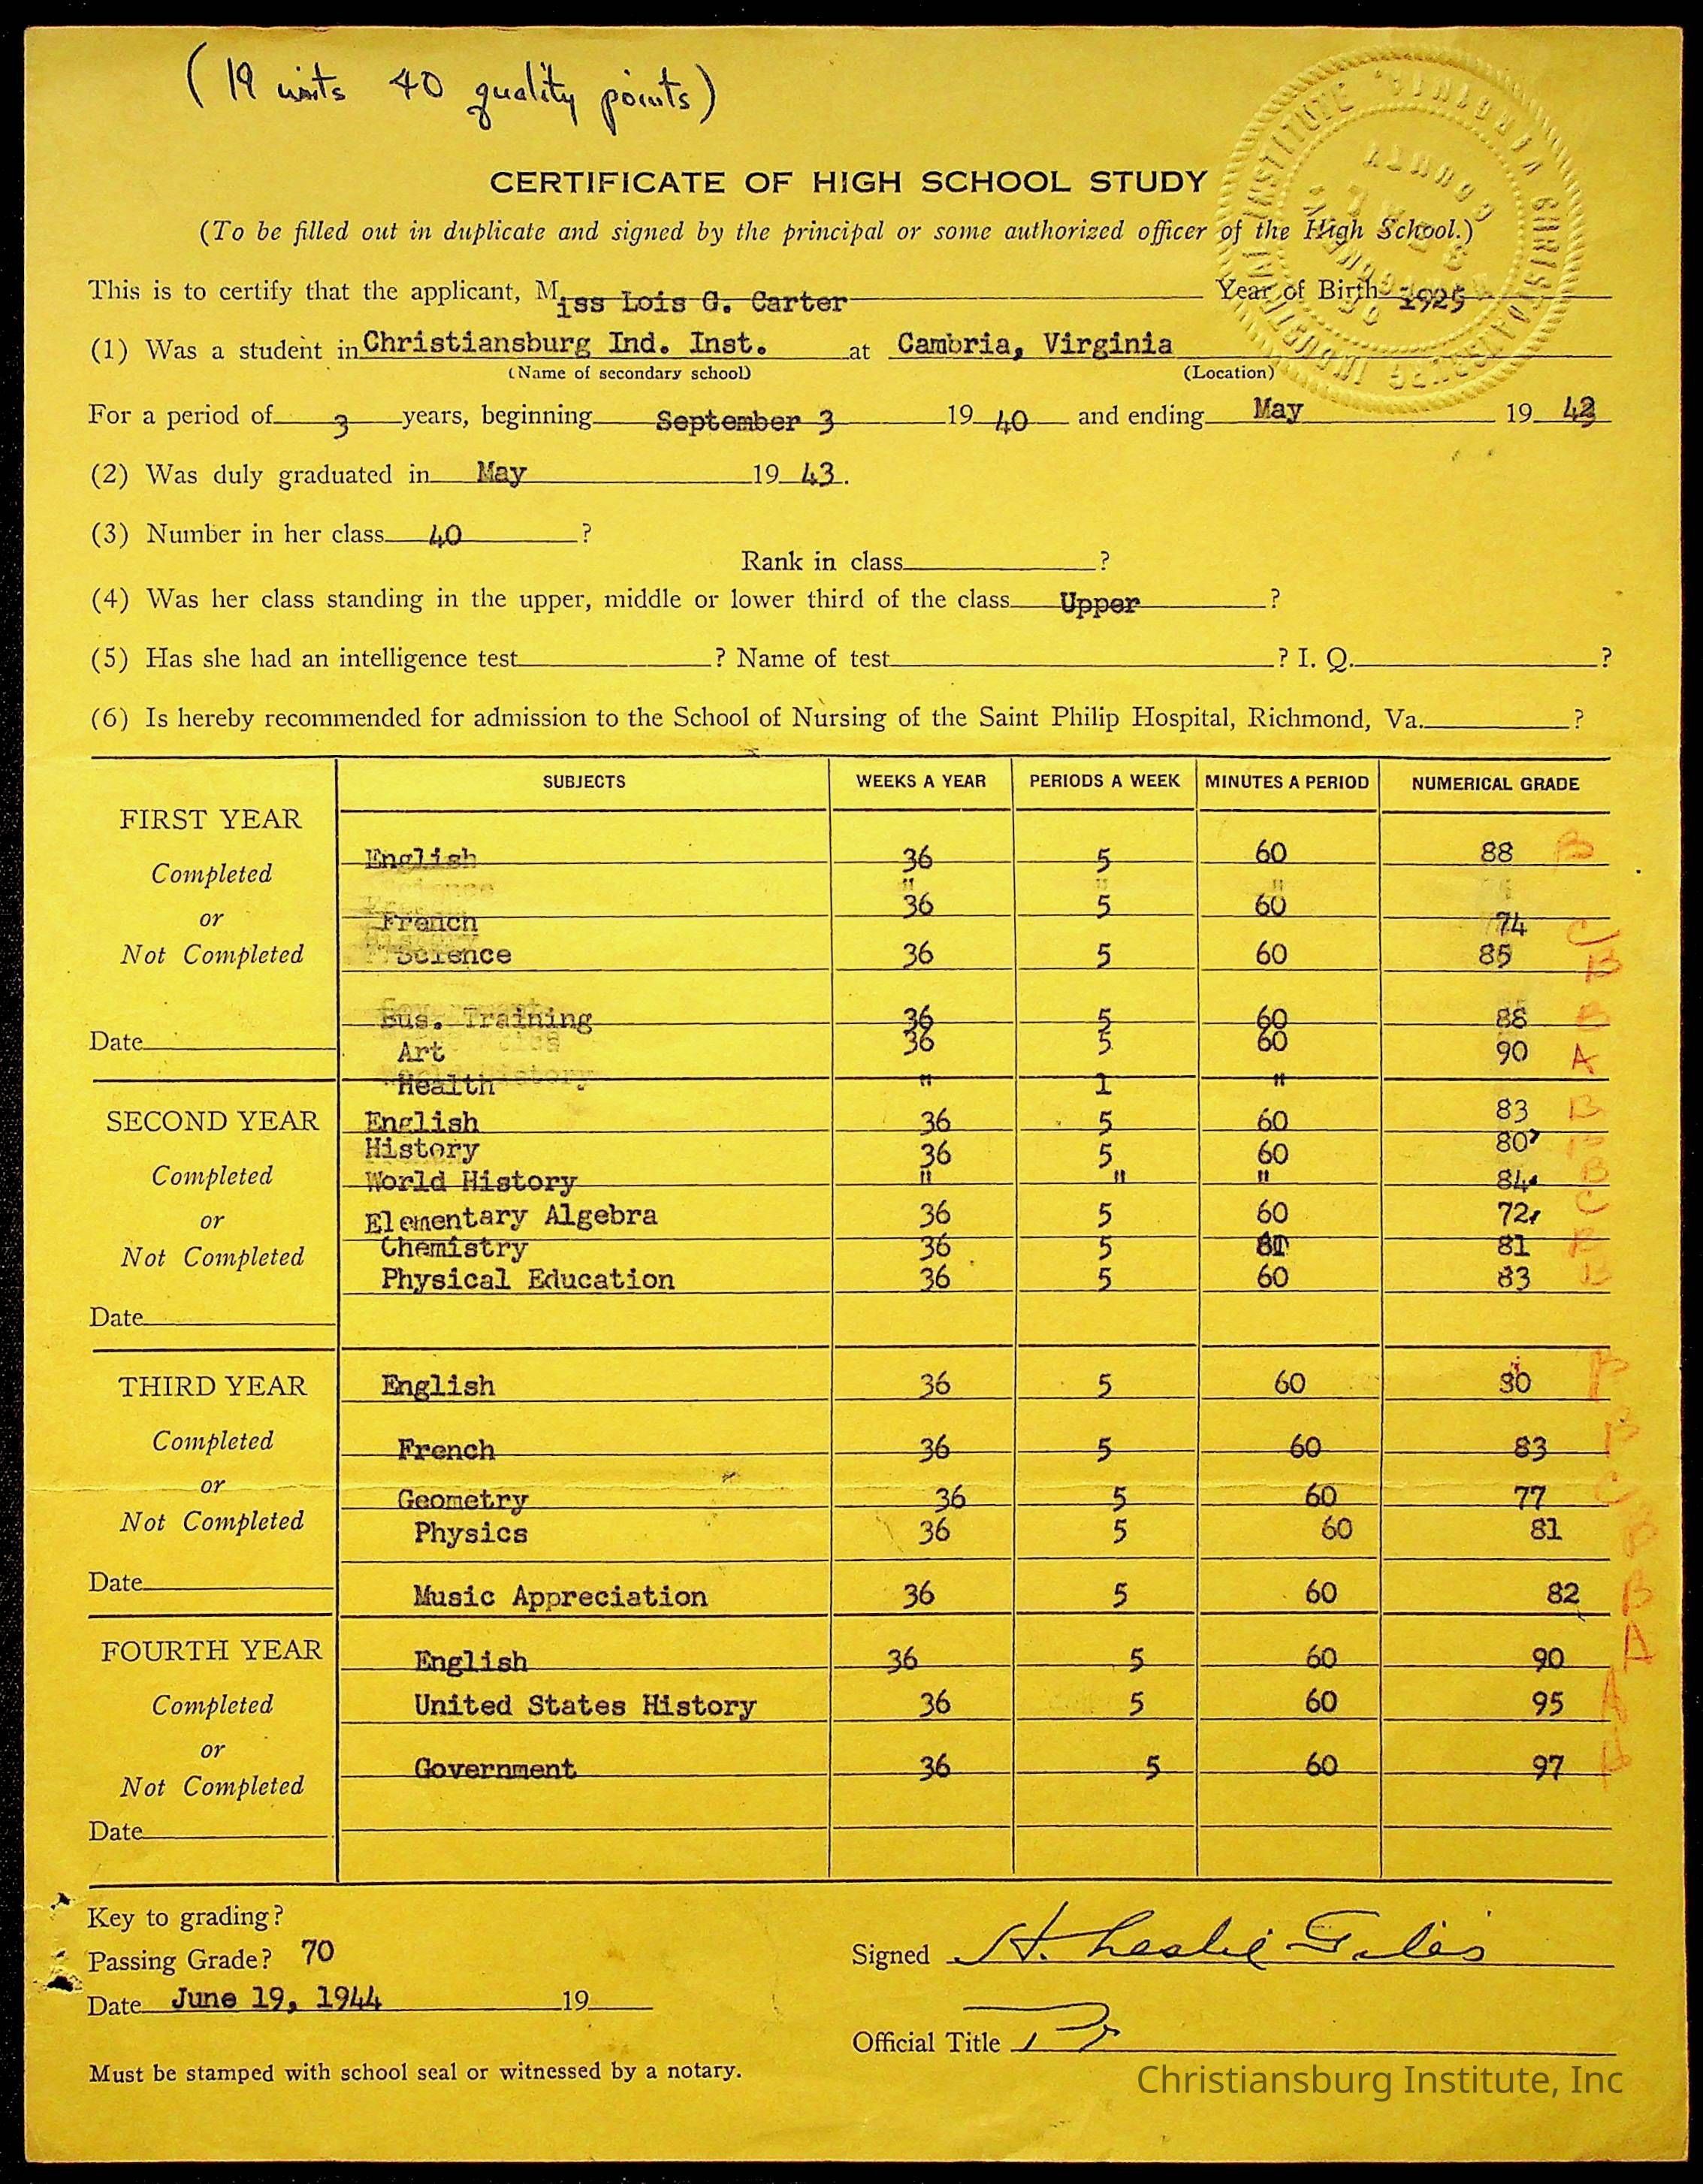 (19 units 40 quality points)
CERTIFICATE OF HIGH SCHOOL STUDY
(To be filled out in duplicate and signed by the principal or some authorized officer of the High School.)
This is to certify that the applicant, Miss Lois G. Carter Year of Birth 1925
(1) Was a student in Christiansburg Ind. Inst. at Cambria, Virginia
(Name of secondary school) (Location)
For a period of 3 years, beginning September 3 19 40 and ending May 19 43
(2) Was duly graduated in May 19 43.
(3) Number in her class 40 ?
Rank in class ?
(4) Was her class standing in the upper, middle or lower third of the class Upper ?
(5) Has she had an intelligence test ? Name of test ? I. Q. ?
(6) Is hereby recommended for admission to the School of Nursing of the Saint Philip Hospital, Richmond, Va. ?
SUBJECTS WEEKS A YEAR PERIODS A WEEK MINUTES A PERIOD NUMERICAL GRADE
FIRST YEAR
Completed
or
Not Completed
Date
English 36 5 60 88 B
French 36 5 60 74 C
Science 36 5 60 85 B
Bus. Training 36 5 60 88 B
Art 36 5 60 90 A
Health " 1 "
SECOND YEAR
Completed
or
Not Completed
Date
English 36 5 60 83 B
History 36 5 60 80 B
World History " " " 84 B
Elementary Algebra 36 5 60 72 C
Chemistry 36 5 81 B
Physical Education 36 5 60 83 B
THIRD YEAR
Completed
or
Not Completed
Date
English 36 5 60 B
French 36 5 60 83 B
Geometry 36 5 60 77 C
Physics 36 5 60 81 B
Music Appreciation 36 5 60 82 B
FOURTH YEAR
Completed
or
Not Completed
Date
English 36 5 60 90 A
United States History 36 5 60 95 A
Government 36 5 60 97 A
Key to grading?
Passing Grade? 70
Date June 19, 1944 19
Signed H. Leslie Giles
Official Title
Must be stamped with school seal or witnessed by a notary.
Christiansburg Institute, Inc